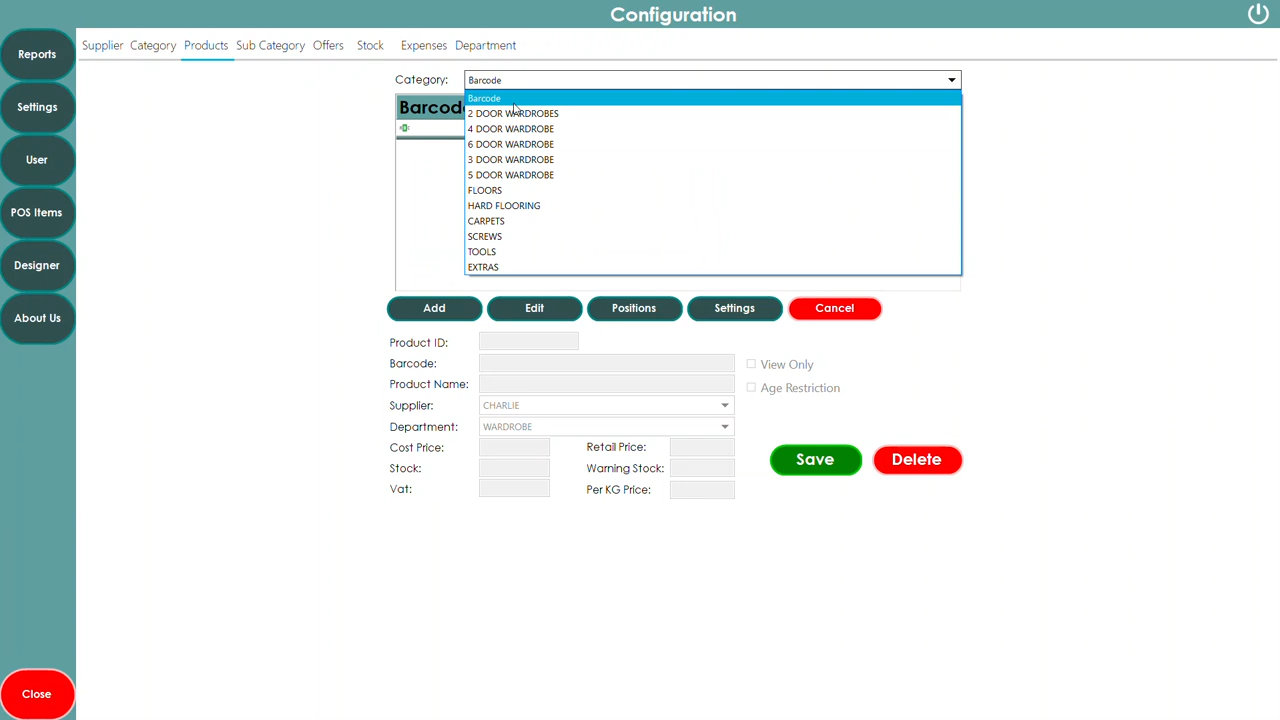 Configuration
Reports
Settings
User
POS Items
Designer
About Us
Close
Supplier Category Products Sub Category Offers Stock Expenses Department
Category: Barcode
Barcode
2 DOOR WARDROBES
4 DOOR WARDROBE
6 DOOR WARDROBE
3 DOOR WARDROBE
5 DOOR WARDROBE
FLOORS
HARD FLOORING
CARPETS
SCREWS
TOOLS
EXTRAS
Add Edit Positions Settings Cancel
Product ID:
Barcode:
Product Name:
Supplier: CHARLIE
Department: WARDROBE
Cost Price: Retail Price:
Stock: Warning Stock:
Vat: Per KG Price:
View Only
Age Restriction
Save Delete